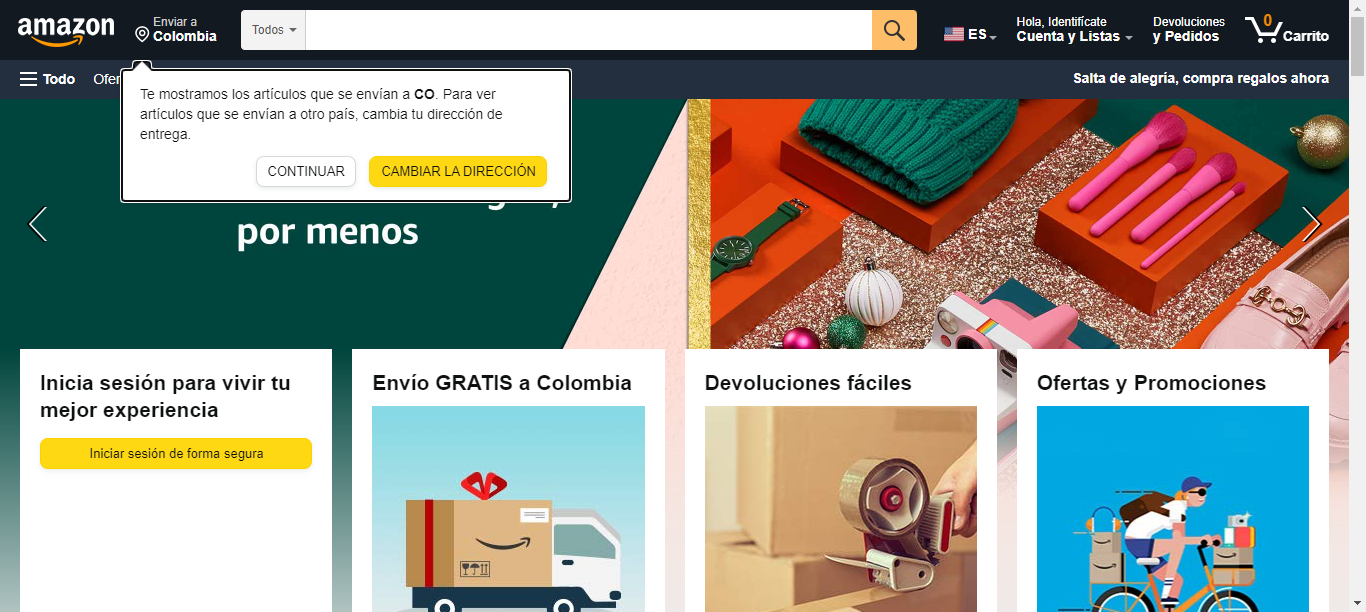 amazon
Enviar a
Colombia
Todos
ES
Hola, Identifícate
Cuenta y Listas
Devoluciones
y Pedidos
0
Carrito
Todo
Salta de alegría, compra regalos ahora
Te mostramos los artículos que se envían a CO. Para ver
artículos que se envían a otro país, cambia tu dirección de
entrega.
CONTINUAR
CAMBIAR LA DIRECCIÓN
por menos
Inicia sesión para vivir tu
mejor experiencia
Iniciar sesión de forma segura
Envío GRATIS a Colombia
Devoluciones fáciles
Ofertas y Promociones